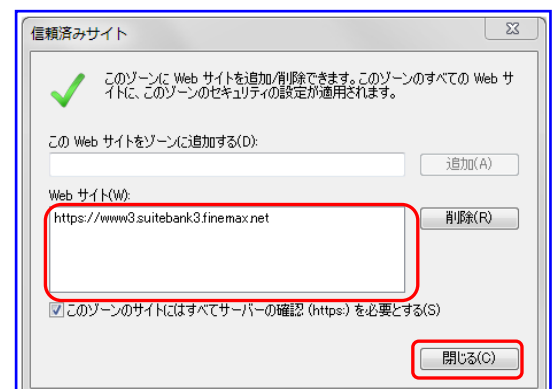 信頼済みサイト
このゾーンに Web サイトを追加/削除できます。このゾーンのすべての Web サ
イトに、このゾーンのセキュリティの設定が適用されます。
この Web サイトをゾーンに追加する(D):
追加(A)
Web サイト(W):
https://www3.suitebank3.finemax.net
削除(R)
このゾーンのサイトにはすべてサーバーの確認 (https:) を必要とする(S)
閉じる(C)